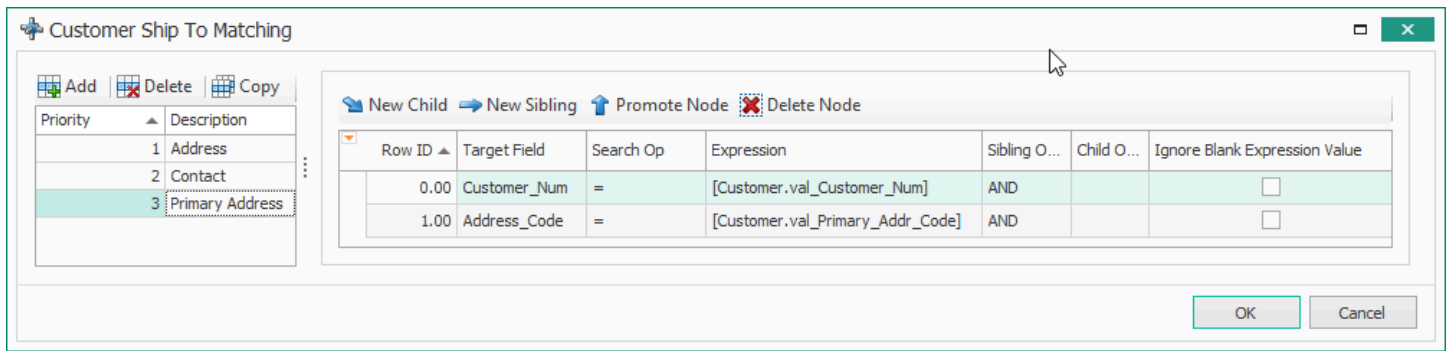 Customer Ship To Matching
Add Delete Copy
Priority Description
1 Address
2 Contact
3 Primary Address
New Child New Sibling Promote Node Delete Node
Row ID Target Field Search Op Expression Sibling O... Child O... Ignore Blank Expression Value
0.00 Customer_Num = [Customer.val_Customer_Num] AND
1.00 Address_Code = [Customer.val_Primary_Addr_Code] AND
OK Cancel